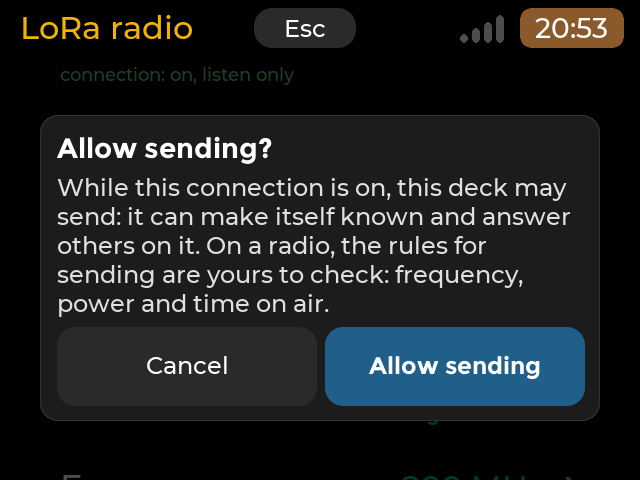 LoRa radio
Esc
20:53
connection: on, listen only
Allow sending?
While this connection is on, this deck may
send: it can make itself known and answer
others on it. On a radio, the rules for
sending are yours to check: frequency,
power and time on air.
Cancel
Allow sending